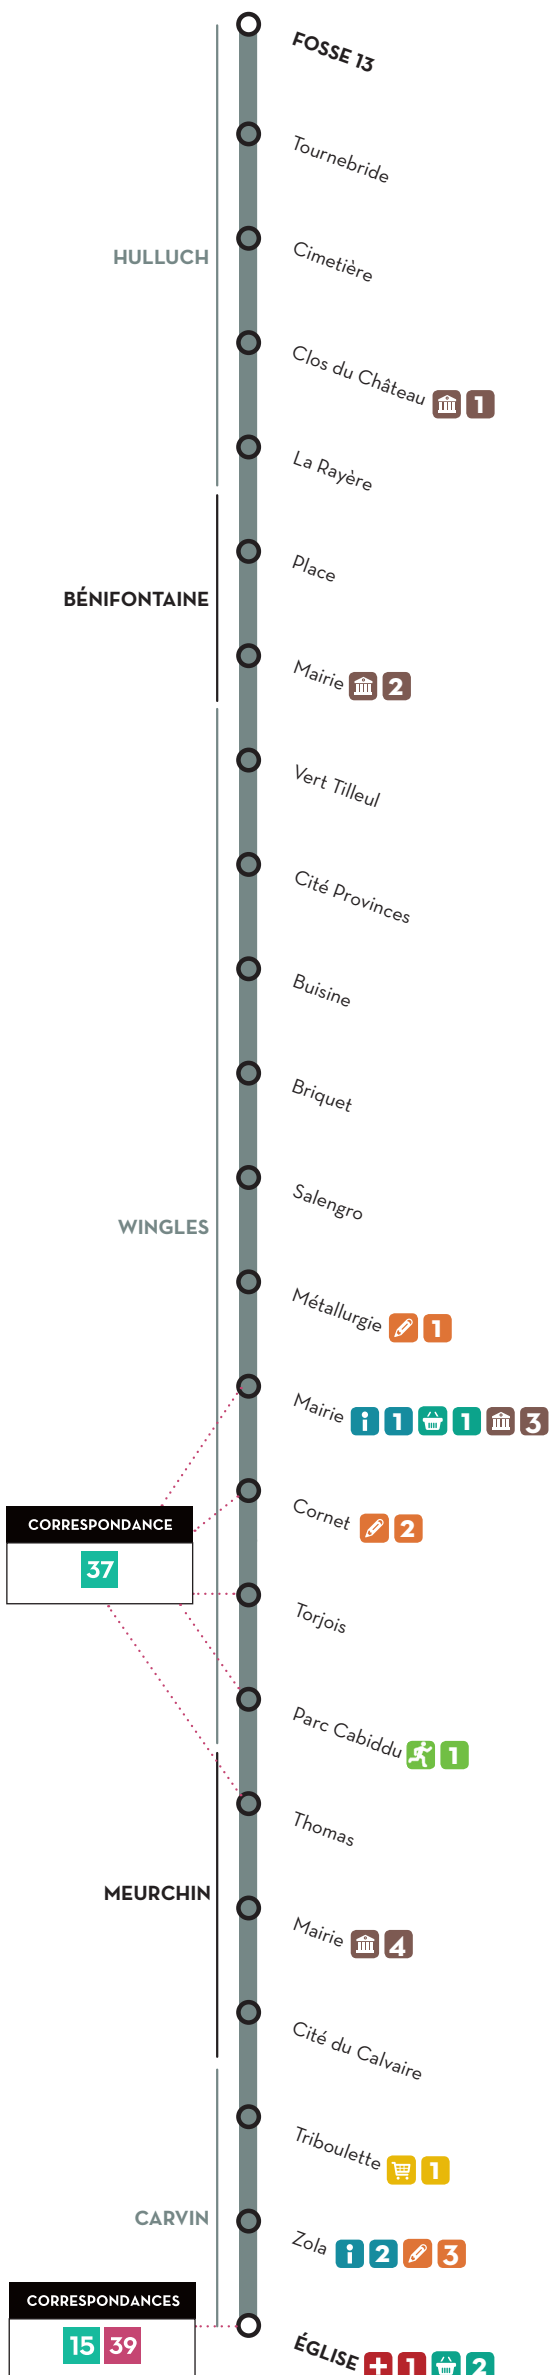 FOSSE 13
Tournebride
HULLUCH
Cimetière
Clos du Château 1
La Rayère
Place
BÉNIFONTAINE
Mairie 2
Vert Tilleul
Cité Provinces
Buisine
Briquet
Salengro
WINGLES
Métallurgie 1
Mairie i 1 1 3
Cornet 2
CORRESPONDANCE
37
Torjois
Parc Cabiddu 1
Thomas
MEURCHIN
Mairie 4
Cité du Calvaire
Triboulette 1
CARVIN
Zola i 2 3
CORRESPONDANCES
15 39
ÉGLISE 1 2